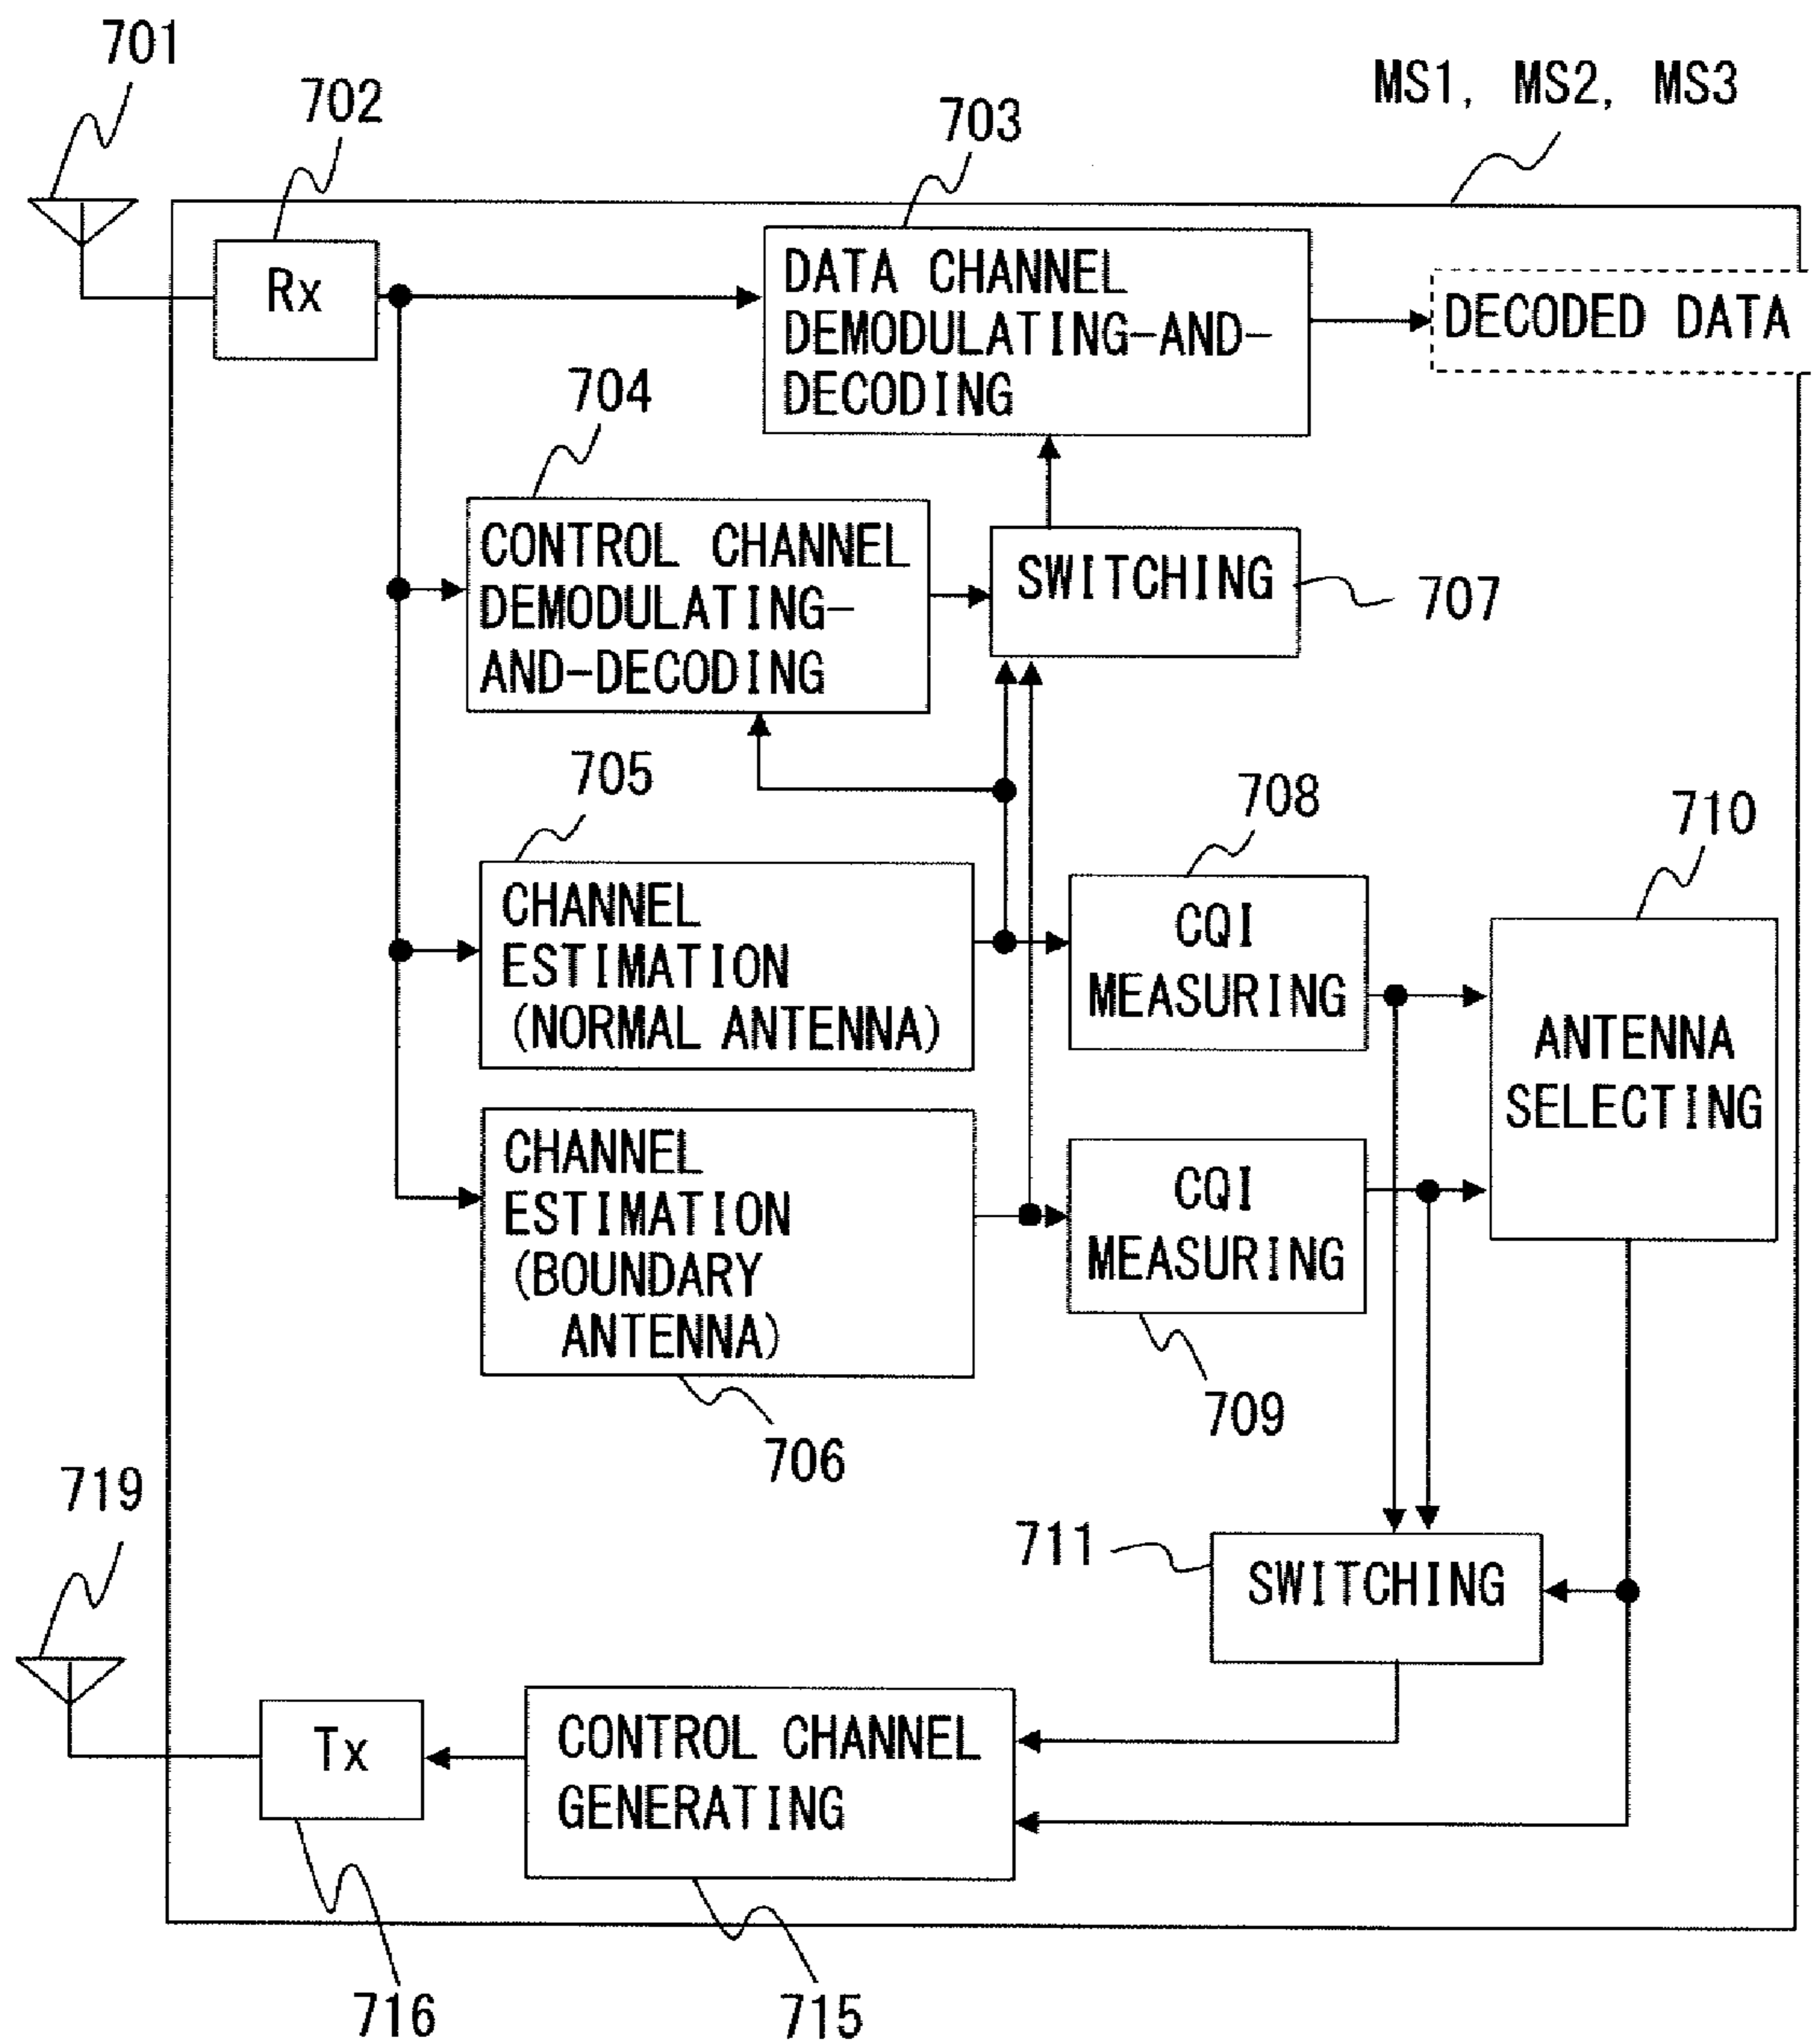 701
702
703
MS1, MS2, MS3
Rx
DATA CHANNEL
DEMODULATING-AND-
DECODING
DECODED DATA
704
CONTROL CHANNEL
DEMODULATING-
AND-DECODING
SWITCHING
707
705
708
710
CHANNEL
ESTIMATION
(NORMAL ANTENNA)
CQI
MEASURING
ANTENNA
SELECTING
CHANNEL
ESTIMATION
(BOUNDARY
ANTENNA)
CQI
MEASURING
709
706
719
711
SWITCHING
Tx
CONTROL CHANNEL
GENERATING
716
715